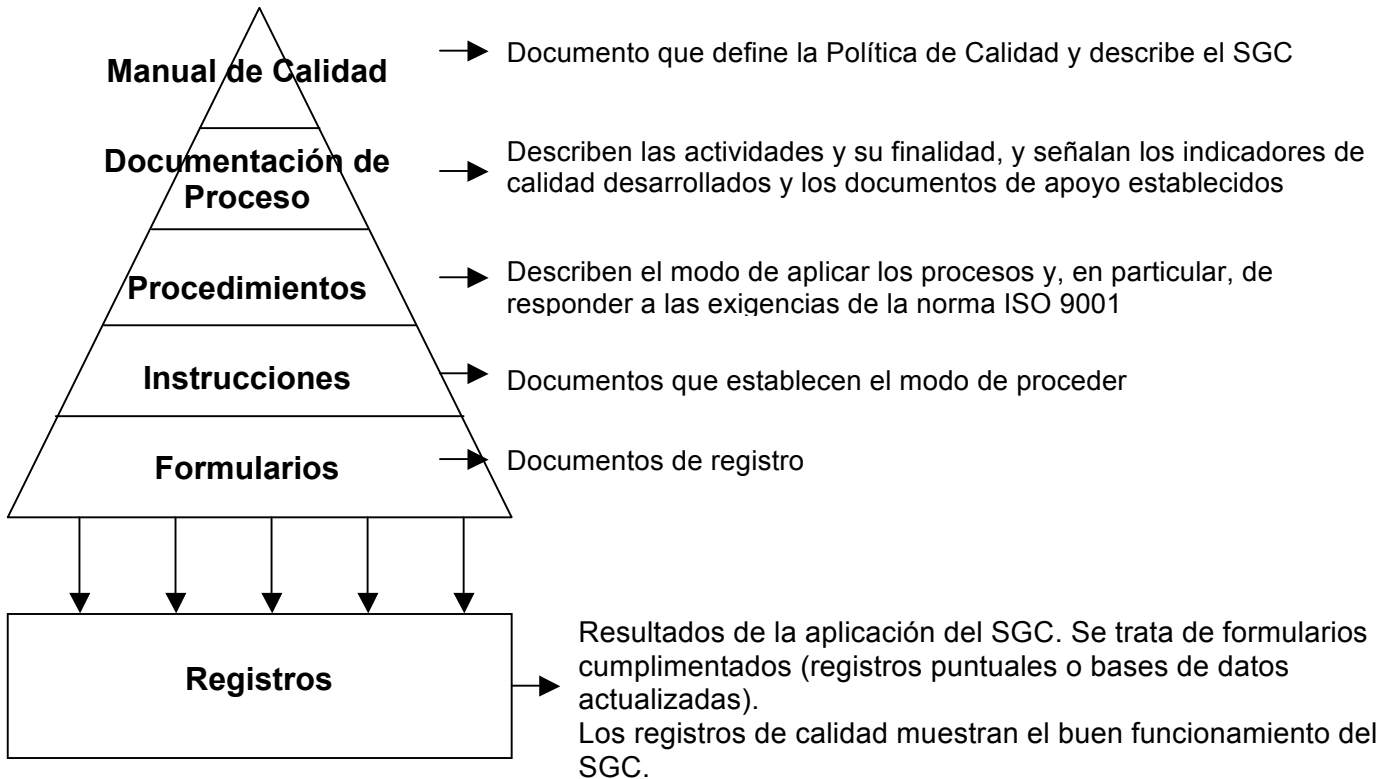 Manual de Calidad
Documento que define la Política de Calidad y describe el SGC
Documentación de
Proceso
Describen las actividades y su finalidad, y señalan los indicadores de
calidad desarrollados y los documentos de apoyo establecidos
Procedimientos
Describen el modo de aplicar los procesos y, en particular, de
responder a las exigencias de la norma ISO 9001
Instrucciones
Documentos que establecen el modo de proceder
Formularios
Documentos de registro
Registros
Resultados de la aplicación del SGC. Se trata de formularios
cumplimentados (registros puntuales o bases de datos
actualizadas).
Los registros de calidad muestran el buen funcionamiento del
SGC.